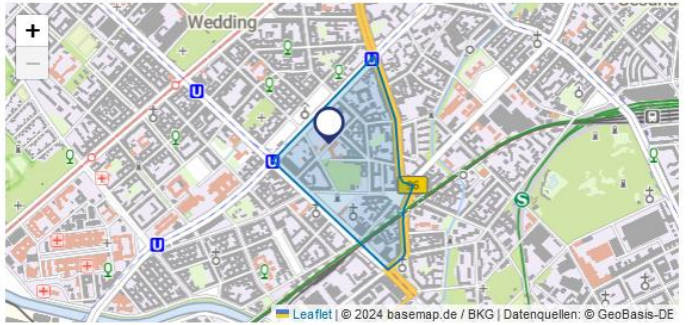 +
Wedding
−
U
U
U
S
U
Leaflet | © 2024 basemap.de / BKG | Datenquellen: © GeoBasis-DE